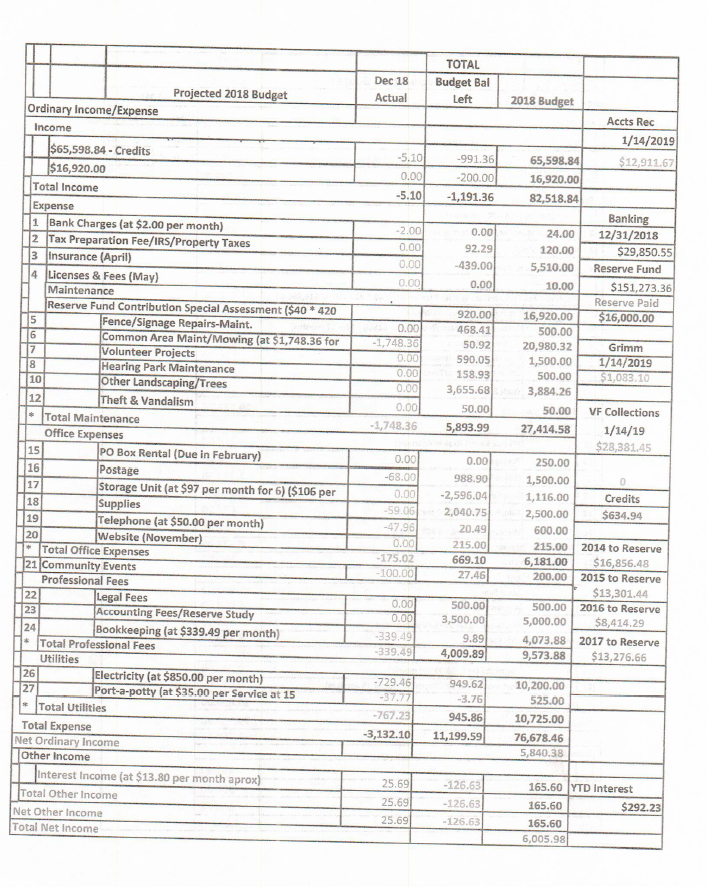 TOTAL
Projected 2018 Budget Dec 18 Actual Budget Bal Left 2018 Budget
Ordinary Income/Expense Accts Rec
Income 1/14/2019
$65,598.84 - Credits -5.10 -991.36 65,598.84 $12,911.67
$16,920.00 0.00 -200.00 16,920.00
Total Income -5.10 -1,191.36 82,518.84
Expense Banking
1 Bank Charges (at $2.00 per month) -2.00 0.00 24.00 12/31/2018
2 Tax Preparation Fee/IRS/Property Taxes 0.00 92.29 120.00 $29,850.55
3 Insurance (April) 0.00 -439.00 5,510.00 Reserve Fund
4 Licenses & Fees (May) 0.00 0.00 10.00 $151,273.36
Maintenance Reserve Paid
Reserve Fund Contribution Special Assessment ($40 * 420 920.00 16,920.00 $16,000.00
5 Fence/Signage Repairs-Maint. 0.00 468.41 500.00
6 Common Area Maint/Mowing (at $1,748.36 for -1,748.36 50.92 20,980.32 Grimm
7 Volunteer Projects 0.00 590.05 1,500.00 1/14/2019
8 Hearing Park Maintenance 0.00 158.93 500.00 $1,083.10
10 Other Landscaping/Trees 0.00 3,655.68 3,884.26
12 Theft & Vandalism 0.00 50.00 50.00 VF Collections
* Total Maintenance -1,748.36 5,893.99 27,414.58 1/14/19
Office Expenses $28,381.45
15 PO Box Rental (Due in February) 0.00 0.00 250.00
16 Postage -68.00 988.90 1,500.00 0
17 Storage Unit (at $97 per month for 6) ($106 per 0.00 -2,596.04 1,116.00 Credits
18 Supplies -59.06 2,040.75 2,500.00 $634.94
19 Telephone (at $50.00 per month) -47.96 20.49 600.00
20 Website (November) 0.00 215.00 215.00 2014 to Reserve
* Total Office Expenses -175.02 669.10 6,181.00 $16,856.48
21 Community Events -100.00 27.46 200.00 2015 to Reserve
Professional Fees $13,301.44
22 Legal Fees 0.00 500.00 500.00 2016 to Reserve
23 Accounting Fees/Reserve Study 0.00 3,500.00 5,000.00 $8,414.29
24 Bookkeeping (at $339.49 per month) -339.49 9.89 4,073.88 2017 to Reserve
* Total Professional Fees -339.49 4,009.89 9,573.88 $13,276.66
Utilities
26 Electricity (at $850.00 per month) -729.46 949.62 10,200.00
27 Port-a-potty (at $35.00 per Service at 15 -37.77 -3.76 525.00
* Total Utilities -767.23 945.86 10,725.00
Total Expense -3,132.10 11,199.59 76,678.46
Net Ordinary Income 5,840.38
Other Income
Interest Income (at $13.80 per month aprox) 25.69 -126.63 165.60 YTD Interest
Total Other Income 25.69 -126.63 165.60 $292.23
Net Other Income 25.69 -126.63 165.60
Total Net Income 6,005.98